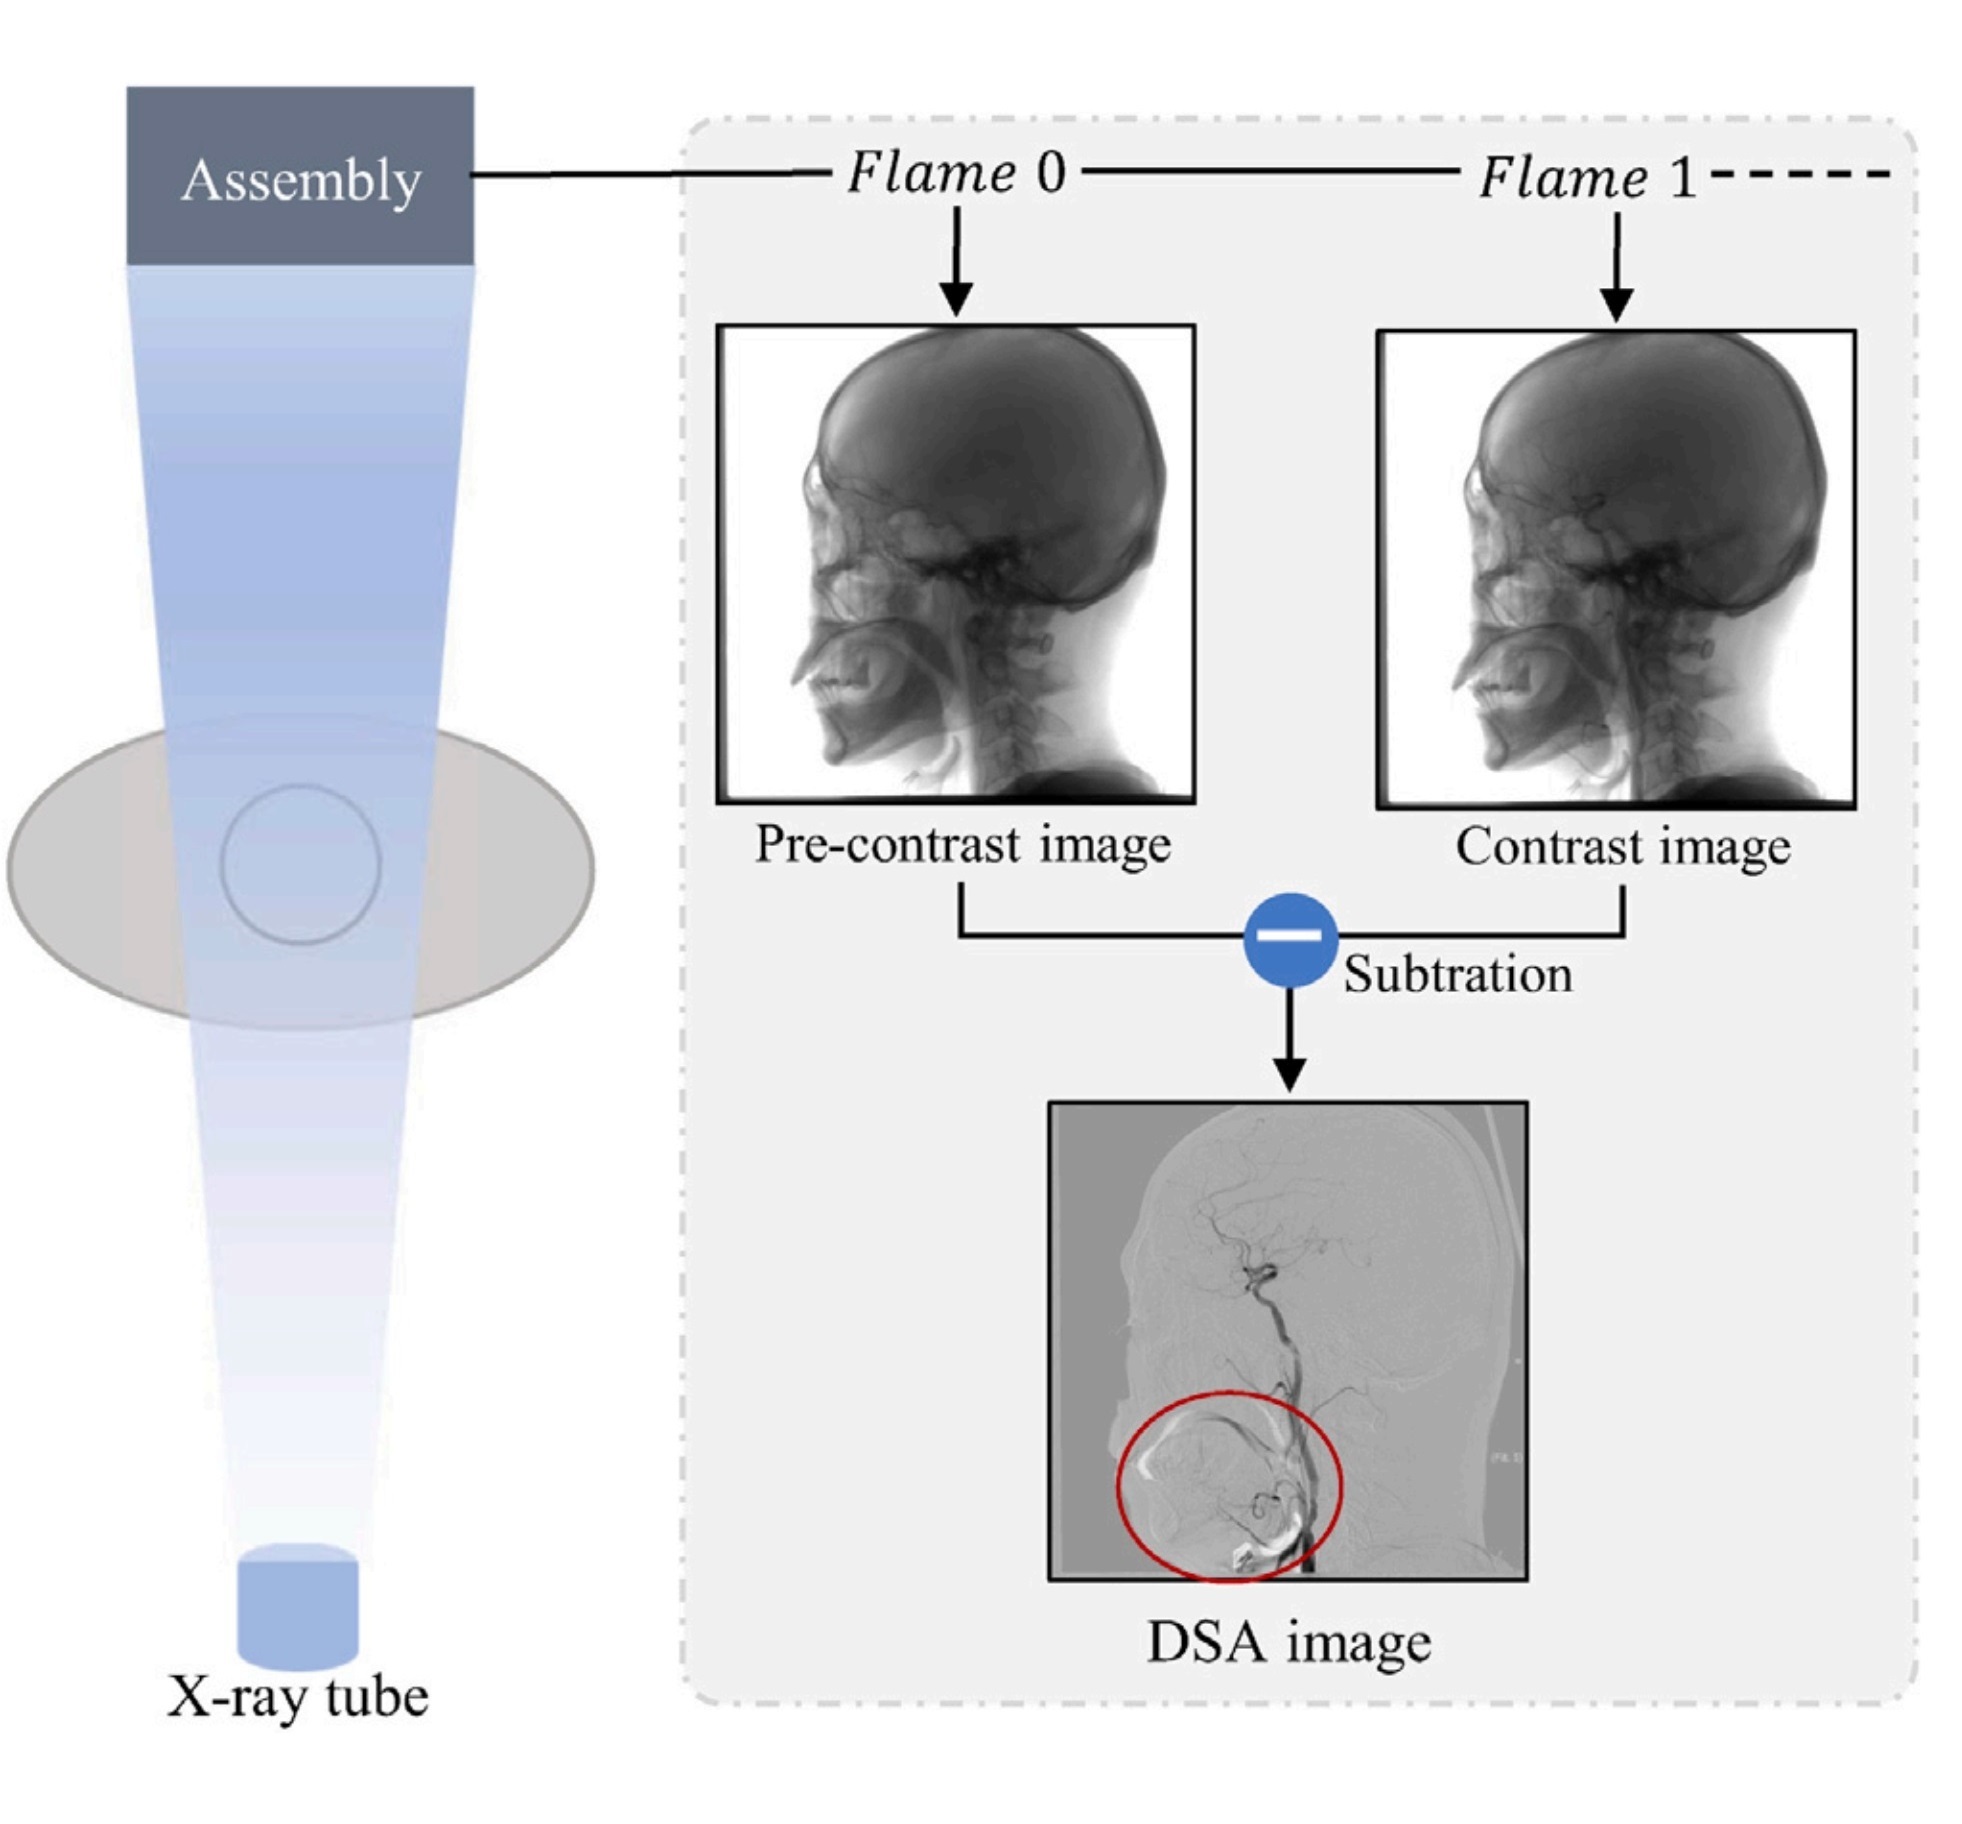 Assembly
Flame 0
Flame 1
Pre-contrast image
Contrast image
Subtration
DSA image
X-ray tube